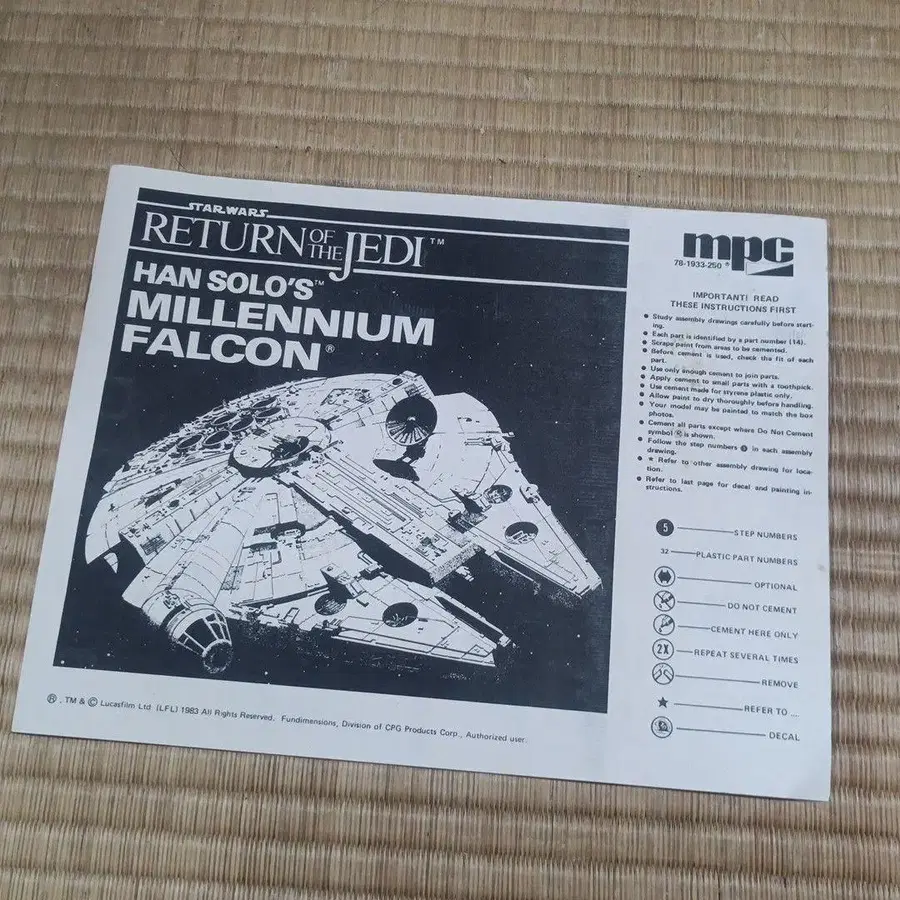 STAR WARS
RETURN OF THE JEDI™
HAN SOLO'S™
MILLENNIUM
FALCON®
®, TM & © Lucasfilm Ltd (LFL) 1983 All Rights Reserved. Fundimensions, Division of CPG Products Corp., Authorized user.
mpc
78-1933-250
IMPORTANT! READ
THESE INSTRUCTIONS FIRST
● Study assembly drawings carefully before start-
ing.
● Each part is identified by a part number (14).
● Scrape paint from areas to be cemented.
● Before cement is used, check the fit of each
part.
● Use only enough cement to join parts.
● Apply cement to small parts with a toothpick.
● Use cement made for styrene plastic only.
● Allow paint to dry thoroughly before handling.
● Your model may be painted to match the box
photos.
● Cement all parts except where Do Not Cement
symbol is shown.
● Follow the step numbers in each assembly
drawing.
● ★ Refer to other assembly drawing for loca-
tion.
● Refer to last page for decal and painting in-
structions.
5 STEP NUMBERS
32 PLASTIC PART NUMBERS
OPTIONAL
DO NOT CEMENT
CEMENT HERE ONLY
2X REPEAT SEVERAL TIMES
REMOVE
★ REFER TO ...
DECAL